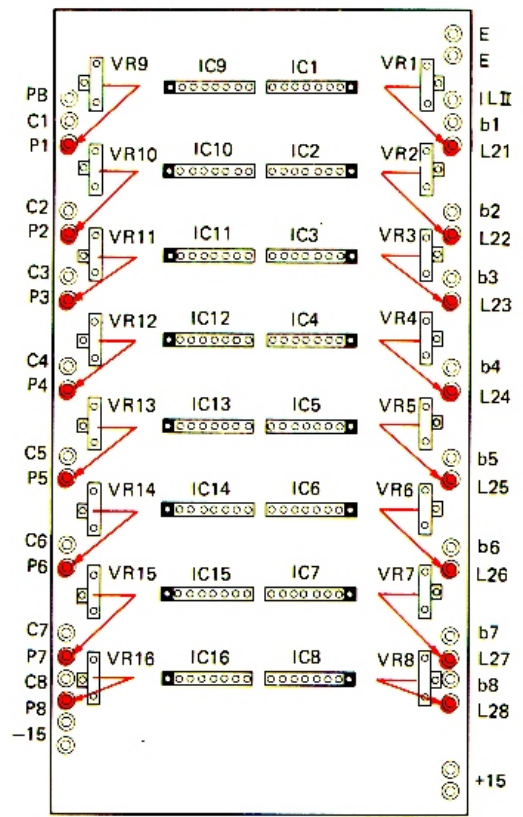 E
VR9 IC9 IC1 VR1 E
PB IL II
C1 b1
P1 L21
VR10 IC10 IC2 VR2
C2 b2
P2 L22
VR11 IC11 IC3 VR3
C3 b3
P3 L23
VR12 IC12 IC4 VR4
C4 b4
P4 L24
VR13 IC13 IC5 VR5
C5 b5
P5 L25
VR14 IC14 IC6 VR6
C6 b6
P6 L26
VR15 IC15 IC7 VR7
C7 b7
P7 L27
VR16 IC16 IC8 VR8
C8 b8
P8 L28
-15
+15